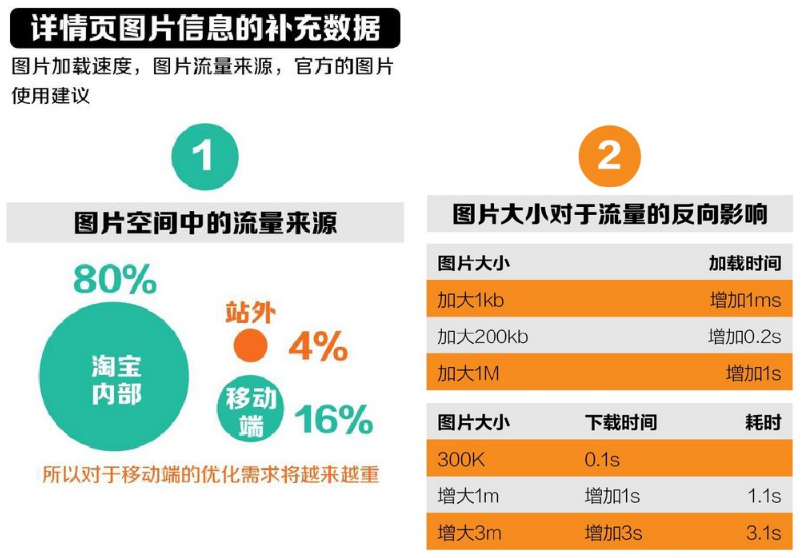 详情页图片信息的补充数据
图片加载速度，图片流量来源，官方的图片
使用建议
1
图片空间中的流量来源
80%
淘宝
内部
站外
4%
移动
端
16%
所以对于移动端的优化需求将越来越重
2
图片大小对于流量的反向影响
图片大小 加载时间
加大1kb 增加1ms
加大200kb 增加0.2s
加大1M 增加1s
图片大小 下载时间 耗时
300K 0.1s
增大1m 增加1s 1.1s
增大3m 增加3s 3.1s